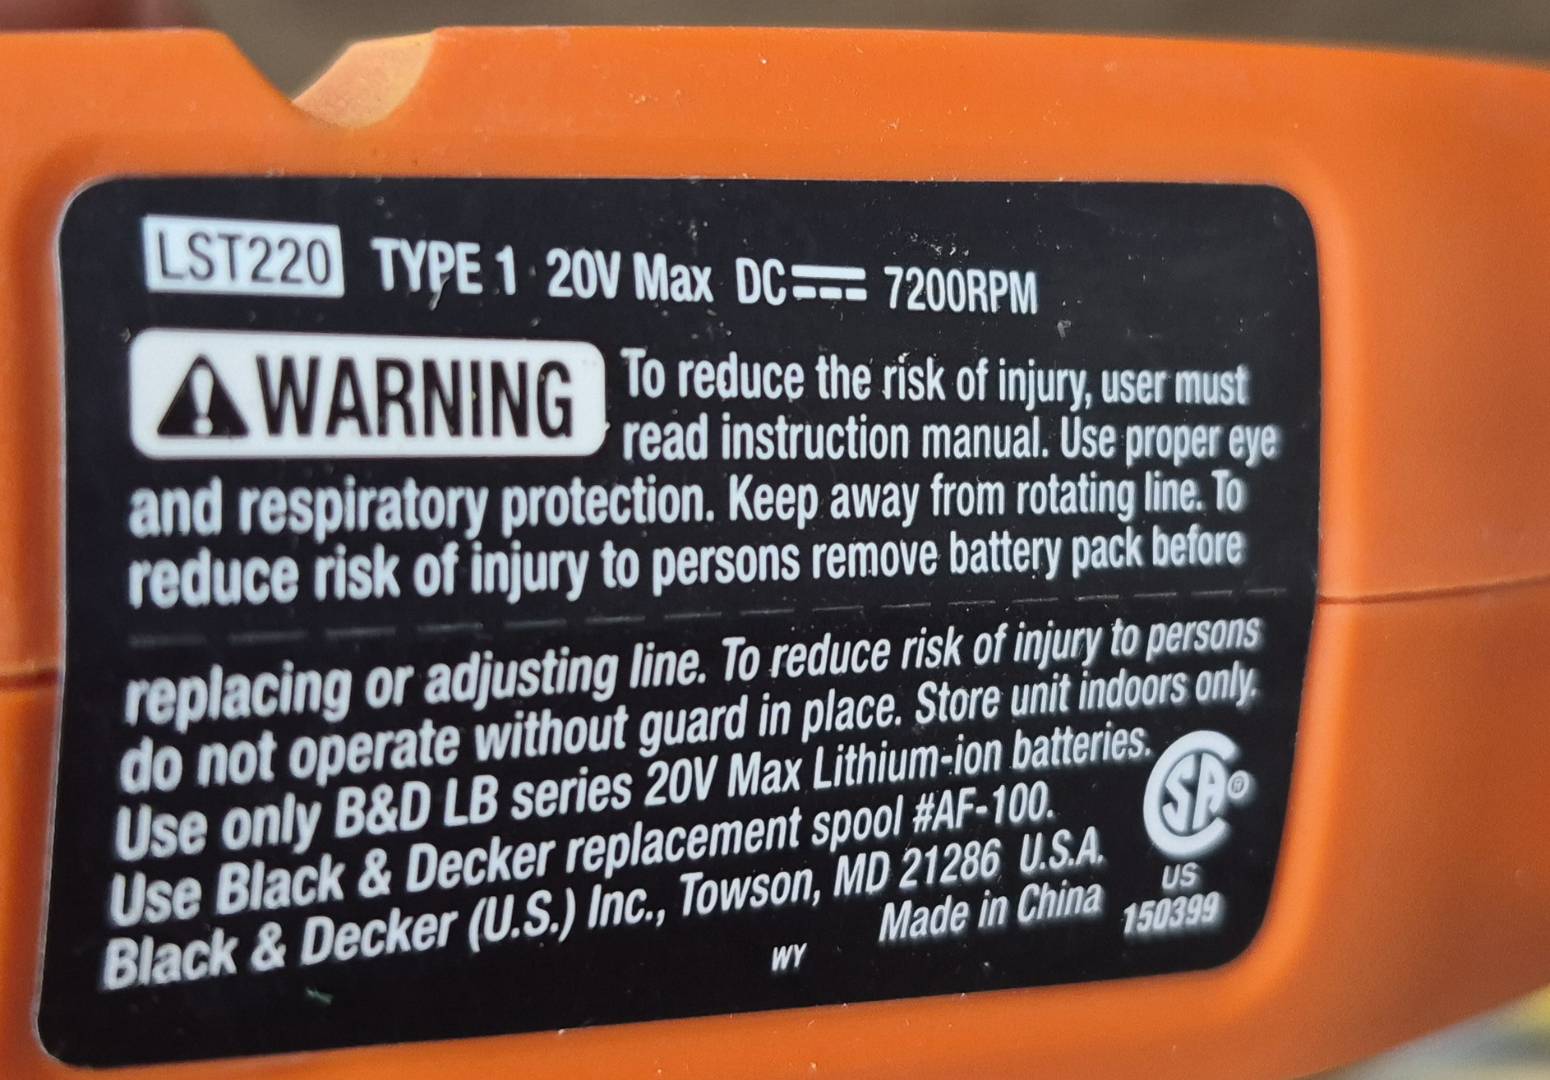 LST220 TYPE 1 20V Max DC 7200RPM
WARNING To reduce the risk of injury, user must
read instruction manual. Use proper eye
and respiratory protection. Keep away from rotating line. To
reduce risk of injury to persons remove battery pack before
replacing or adjusting line. To reduce risk of injury to persons
do not operate without guard in place. Store unit indoors only.
Use only B&D LB series 20V Max Lithium-ion batteries.
Use Black & Decker replacement spool #AF-100.
Black & Decker (U.S.) Inc., Towson, MD 21286 U.S.A.
Made in China
WY
CSA®
US
150399